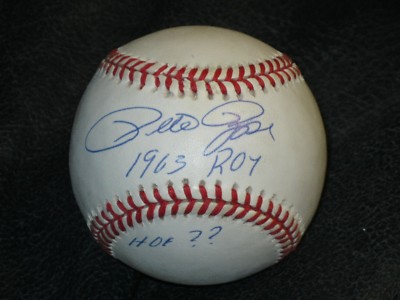 Pete Rose
1963 ROY
HOF ??